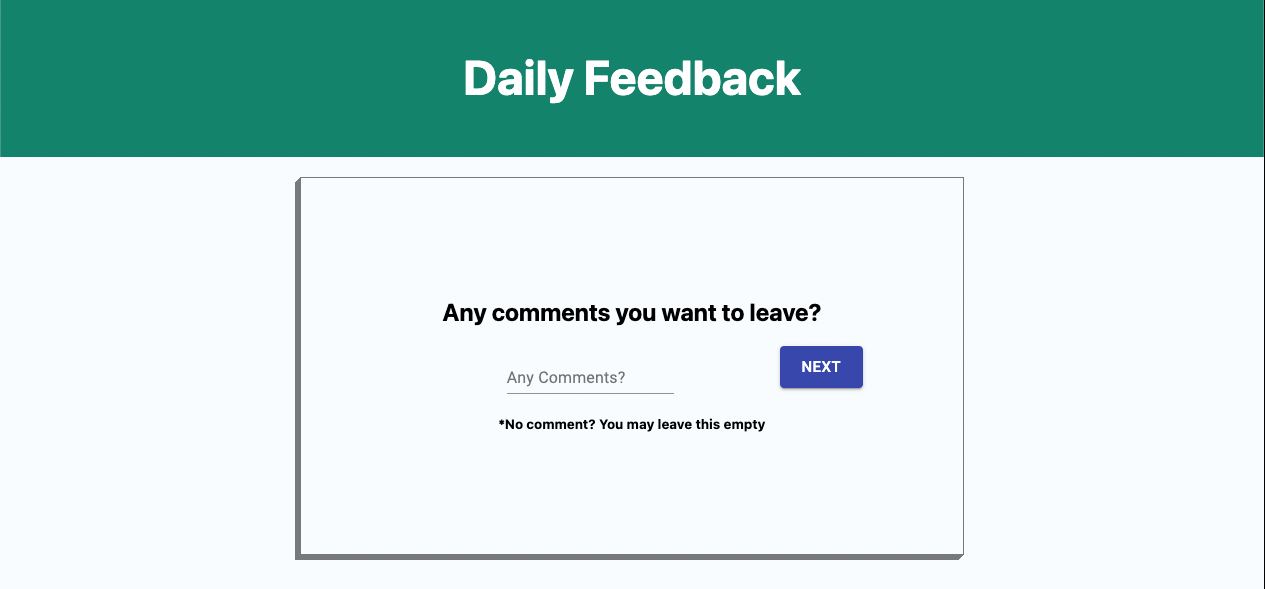 Daily Feedback
Any comments you want to leave?
Any Comments?
NEXT
*No comment? You may leave this empty